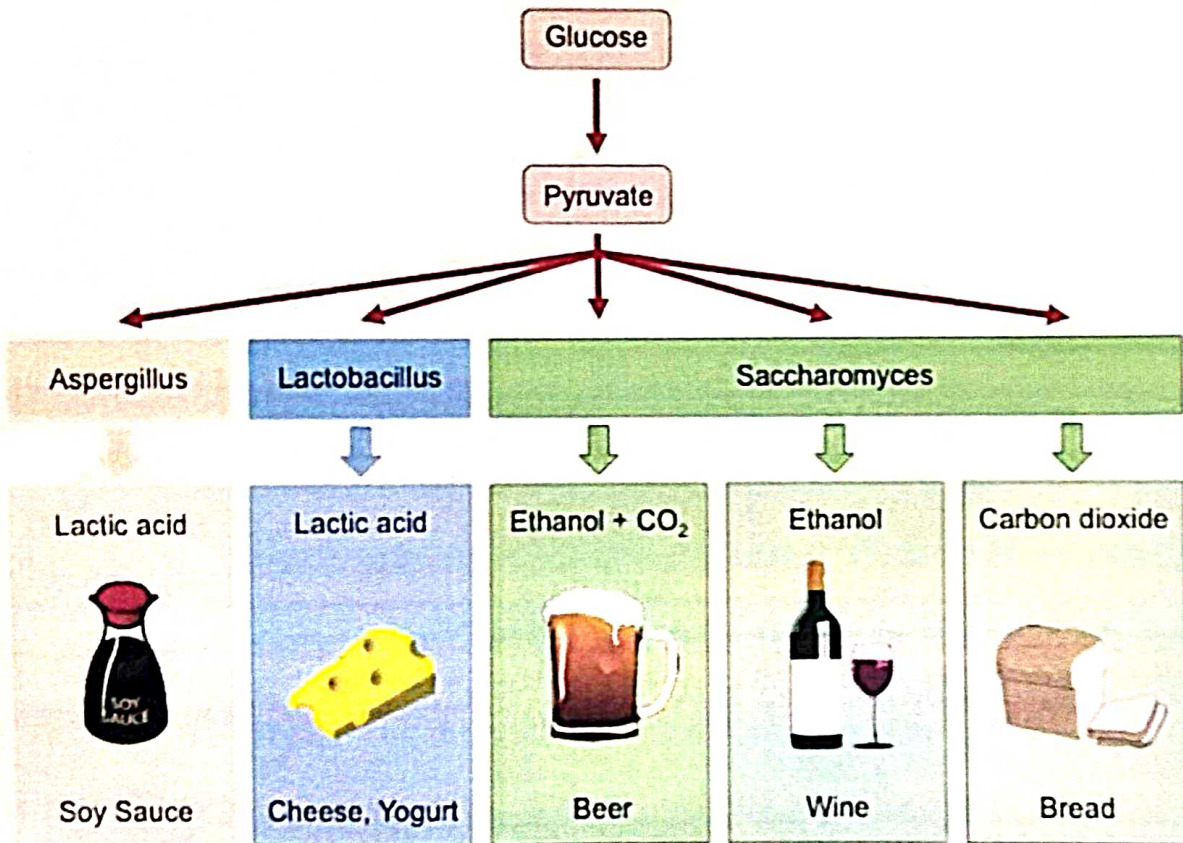 Glucose
Pyruvate
Aspergillus
Lactobacillus
Saccharomyces
Lactic acid
Lactic acid
Ethanol + CO₂
Ethanol
Carbon dioxide
SOY
SAUCE
Soy Sauce
Cheese, Yogurt
Beer
Wine
Bread